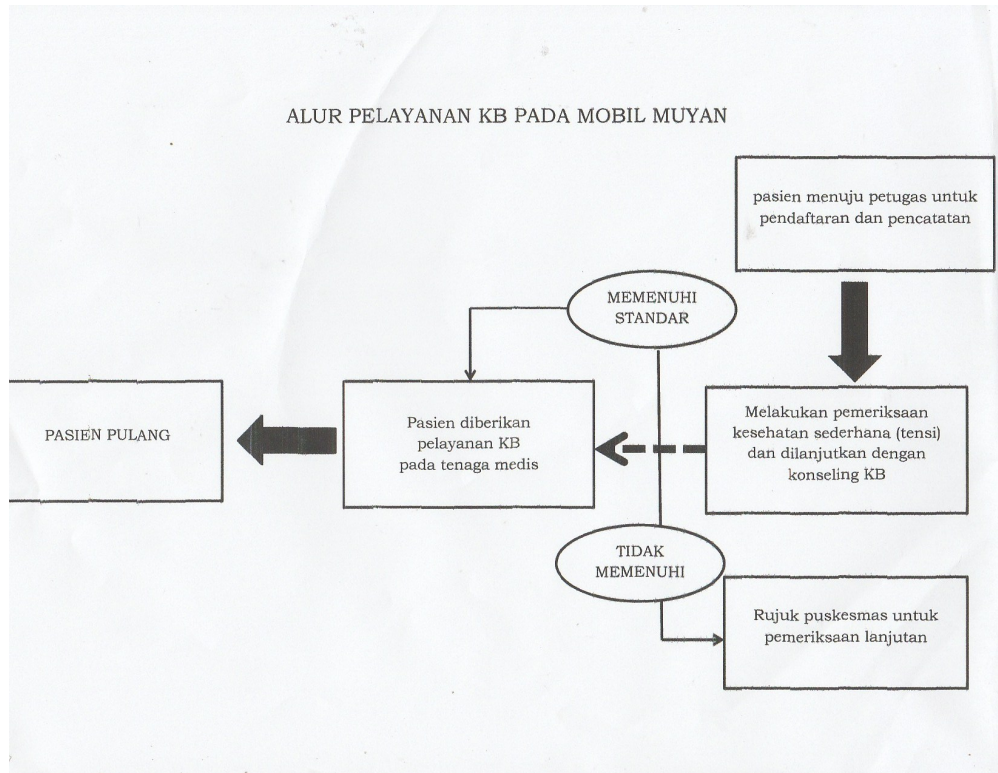 ALUR PELAYANAN KB PADA MOBIL MUYAN
pasien menuju petugas untuk
pendaftaran dan pencatatan
Melakukan pemeriksaan
kesehatan sederhana (tensi)
dan dilanjutkan dengan
konseling KB
MEMENUHI
STANDAR
Pasien diberikan
pelayanan KB
pada tenaga medis
PASIEN PULANG
TIDAK
MEMENUHI
Rujuk puskesmas untuk
pemeriksaan lanjutan